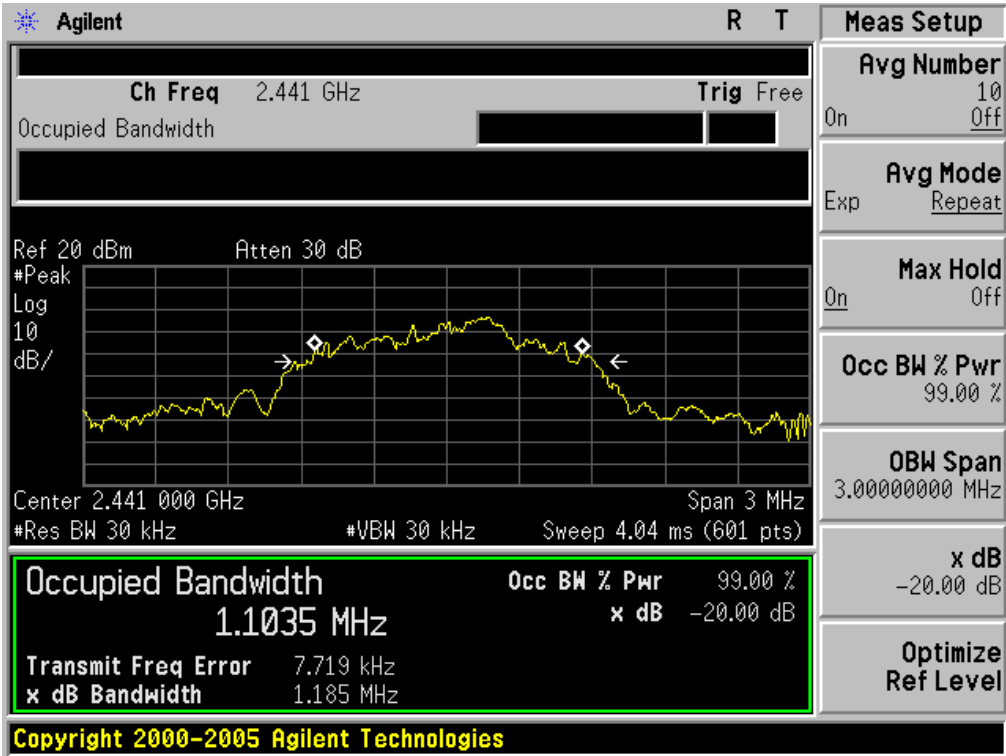 Agilent R T
Ch Freq 2.441 GHz Trig Free
Occupied Bandwidth
Ref 20 dBm Atten 30 dB
#Peak
Log
10
dB/
Center 2.441 000 GHz Span 3 MHz
#Res BW 30 kHz #VBW 30 kHz Sweep 4.04 ms (601 pts)
Occupied Bandwidth
1.1035 MHz
Occ BW % Pwr 99.00 %
x dB -20.00 dB
Transmit Freq Error 7.719 kHz
x dB Bandwidth 1.185 MHz
Meas Setup
Avg Number
10
On Off
Avg Mode
Exp Repeat
Max Hold
On Off
Occ BW % Pwr
99.00 %
OBW Span
3.00000000 MHz
x dB
-20.00 dB
Optimize
Ref Level
Copyright 2000-2005 Agilent Technologies